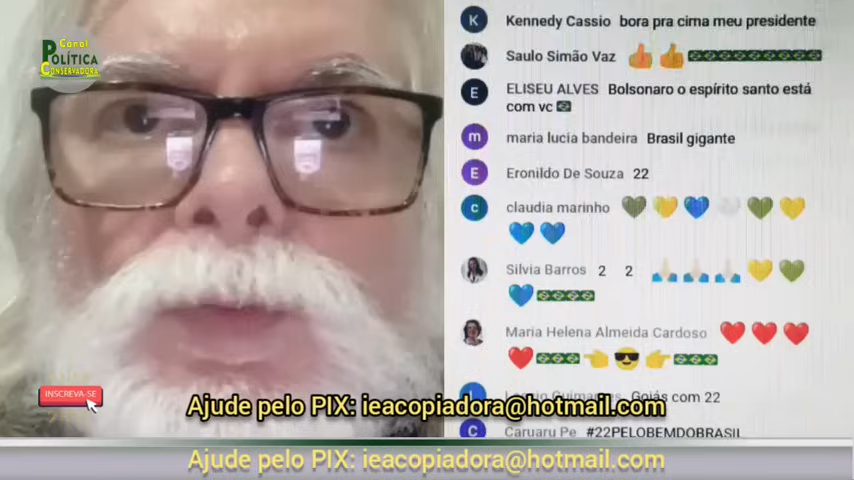 Canal
POLÍTICA
CONSERVADORA
K Kennedy Cassio bora pra cima meu presidente
Saulo Simão Vaz
E ELISEU ALVES Bolsonaro o espírito santo está
com vc
m maria lucia bandeira Brasil gigante
E Eronildo De Souza 22
c claudia marinho
Silvia Barros 2 2
Maria Helena Almeida Cardoso
L Guimarães Goiás com 22
C Caruaru Pe #22PELOBEMDOBRASIL
INSCREVA-SE
Ajude pelo PIX: ieacopiadora@hotmail.com
Ajude pelo PIX: ieacopiadora@hotmail.com